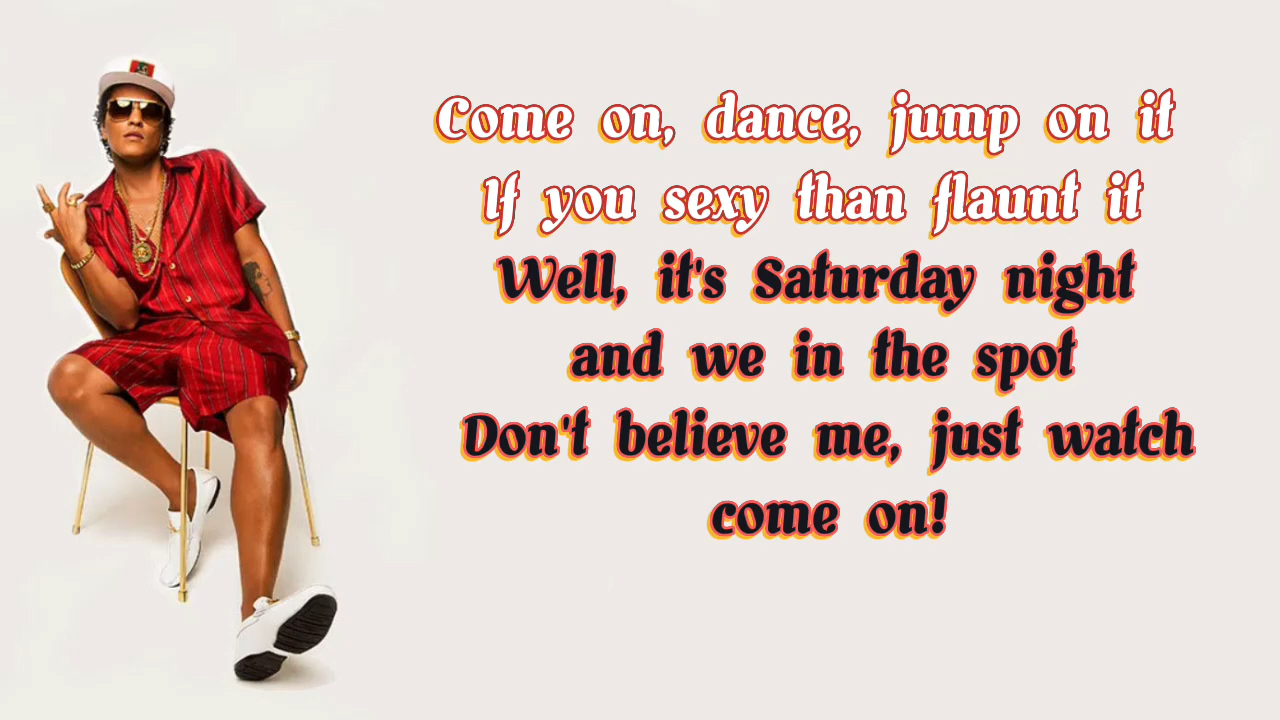 Come on, dance, jump on it
If you sexy than flaunt it
Well, it's Saturday night
and we in the spot
Don't believe me, just watch
come on!